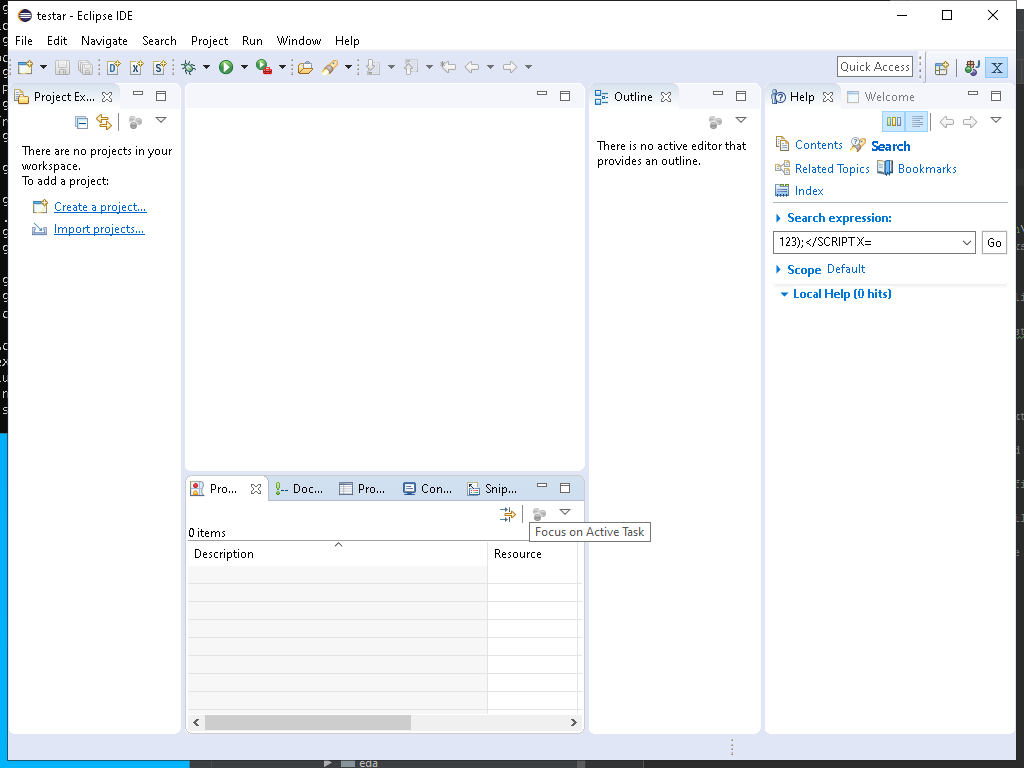 testar - Eclipse IDE
File Edit Navigate Search Project Run Window Help
Quick Access
Project Ex...
There are no projects in your
workspace.
To add a project:
Create a project...
Import projects...
Outline
There is no active editor that
provides an outline.
Help Welcome
Contents Search
Related Topics Bookmarks
Index
Search expression:
123);</SCRIPTX=
Go
Scope Default
Local Help (0 hits)
Pro... Doc... Pro... Con... Snip...
Focus on Active Task
0 items
Description Resource
eda